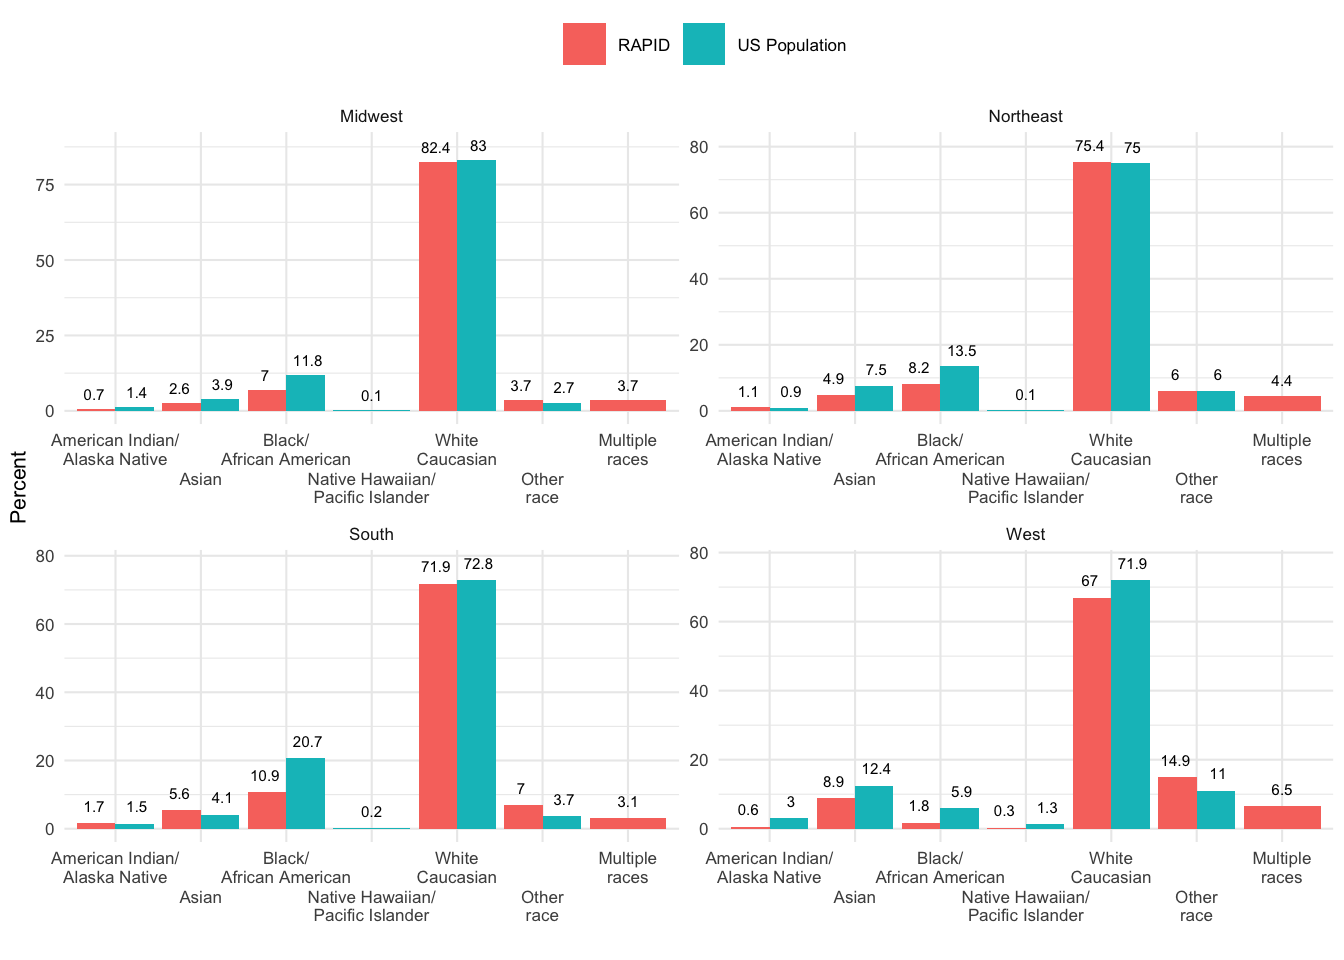 RAPID US Population
Midwest
82.4 83
75
50
25
0.7 1.4 2.6 3.9 7 11.8 0.1 3.7 2.7 3.7
0
American Indian/ Black/ White Multiple
Alaska Native African American Caucasian races
Asian Native Hawaiian/ Other
Pacific Islander race
Northeast
80
75.4 75
60
40
20
1.1 0.9 4.9 7.5 8.2 13.5 0.1 6 6 4.4
0
American Indian/ Black/ White Multiple
Alaska Native African American Caucasian races
Asian Native Hawaiian/ Other
Pacific Islander race
Percent
South
80
71.9 72.8
60
40
20
1.7 1.5 5.6 4.1 10.9 20.7 0.2 7 3.7 3.1
0
American Indian/ Black/ White Multiple
Alaska Native African American Caucasian races
Asian Native Hawaiian/ Other
Pacific Islander race
West
80
67 71.9
60
40
20
0.6 3 8.9 12.4 1.8 5.9 0.3 1.3 14.9 11 6.5
0
American Indian/ Black/ White Multiple
Alaska Native African American Caucasian races
Asian Native Hawaiian/ Other
Pacific Islander race